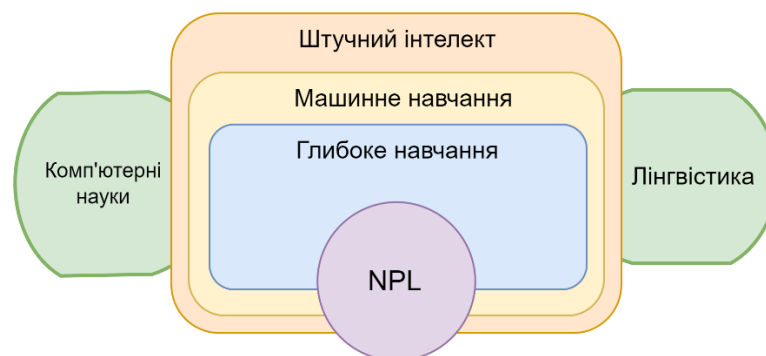 Штучний інтелект
Машинне навчання
Глибоке навчання
Комп'ютерні
науки
Лінгвістика
NPL